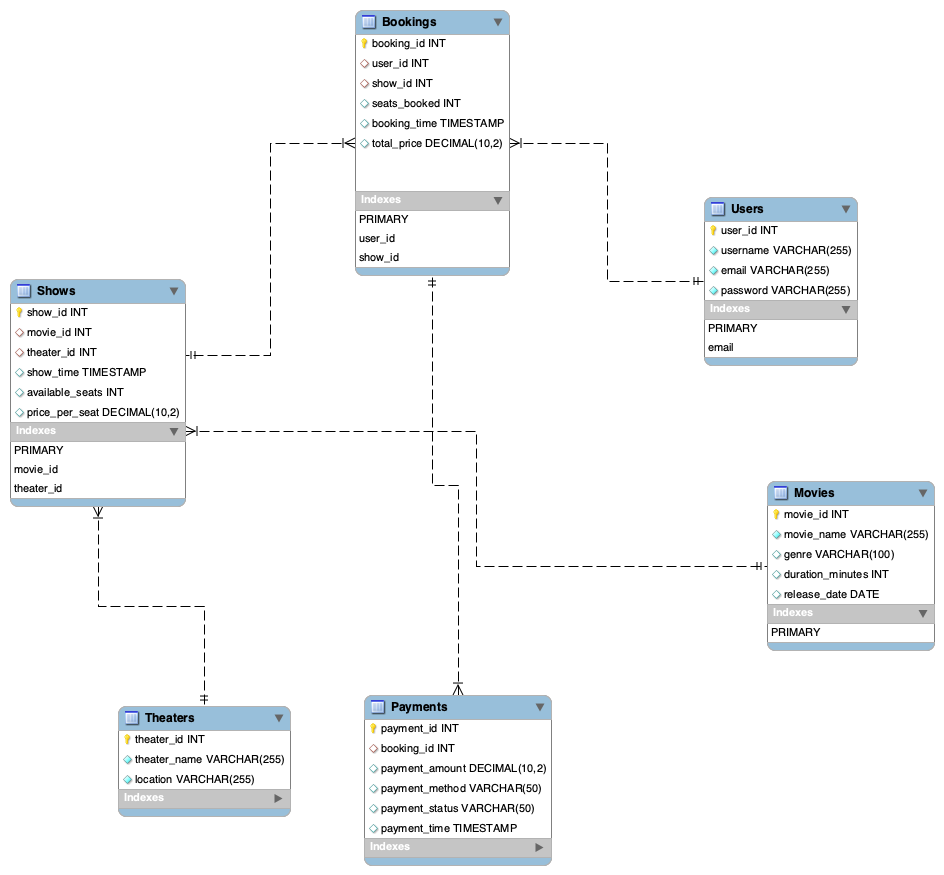 Bookings
booking_id INT
user_id INT
show_id INT
seats_booked INT
booking_time TIMESTAMP
total_price DECIMAL(10,2)
Indexes
PRIMARY
user_id
show_id
Users
user_id INT
username VARCHAR(255)
email VARCHAR(255)
password VARCHAR(255)
Indexes
PRIMARY
email
Shows
show_id INT
movie_id INT
theater_id INT
show_time TIMESTAMP
available_seats INT
price_per_seat DECIMAL(10,2)
Indexes
PRIMARY
movie_id
theater_id
Movies
movie_id INT
movie_name VARCHAR(255)
genre VARCHAR(100)
duration_minutes INT
release_date DATE
Indexes
PRIMARY
Theaters
theater_id INT
theater_name VARCHAR(255)
location VARCHAR(255)
Indexes
Payments
payment_id INT
booking_id INT
payment_amount DECIMAL(10,2)
payment_method VARCHAR(50)
payment_status VARCHAR(50)
payment_time TIMESTAMP
Indexes